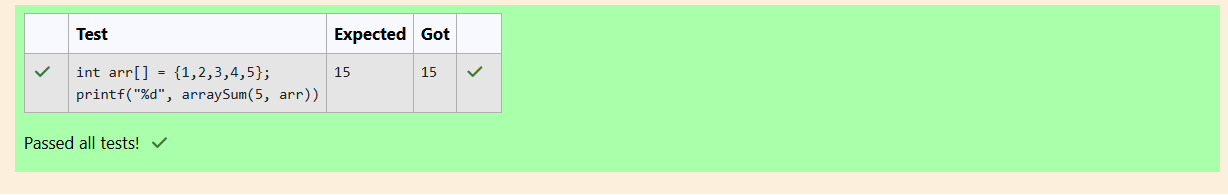 Test Expected Got
int arr[] = {1,2,3,4,5}; 15 15
printf("%d", arraySum(5, arr))
Passed all tests!